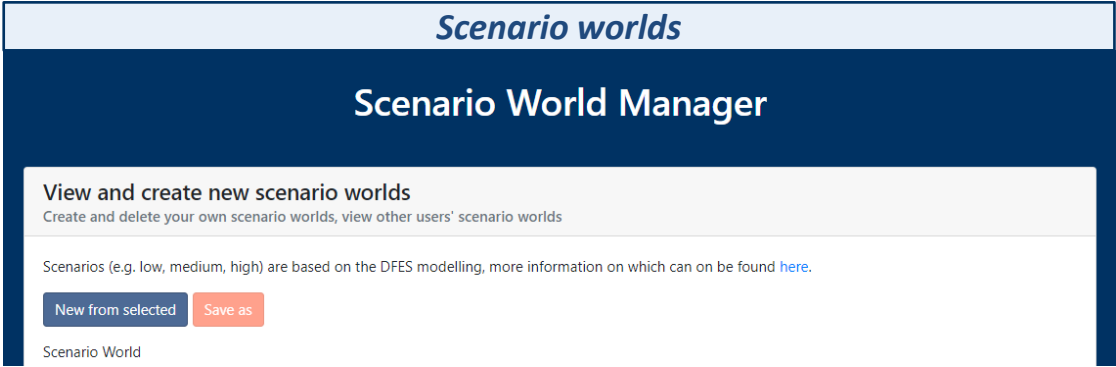 Scenario worlds
Scenario World Manager
View and create new scenario worlds
Create and delete your own scenario worlds, view other users' scenario worlds
Scenarios (e.g. low, medium, high) are based on the DFES modelling, more information on which can on be found here.
New from selected Save as
Scenario World